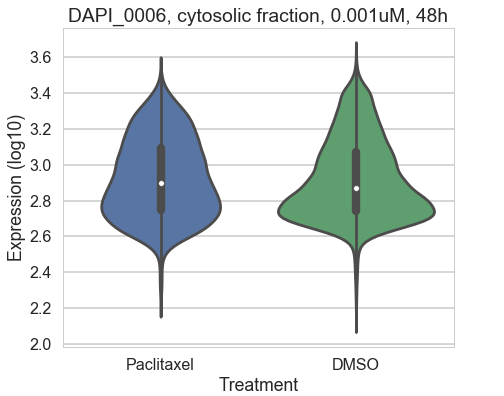 DAPI_0006, cytosolic fraction, 0.001uM, 48h
Expression (log10)
3.6
3.4
3.2
3.0
2.8
2.6
2.4
2.2
2.0
Paclitaxel DMSO
Treatment